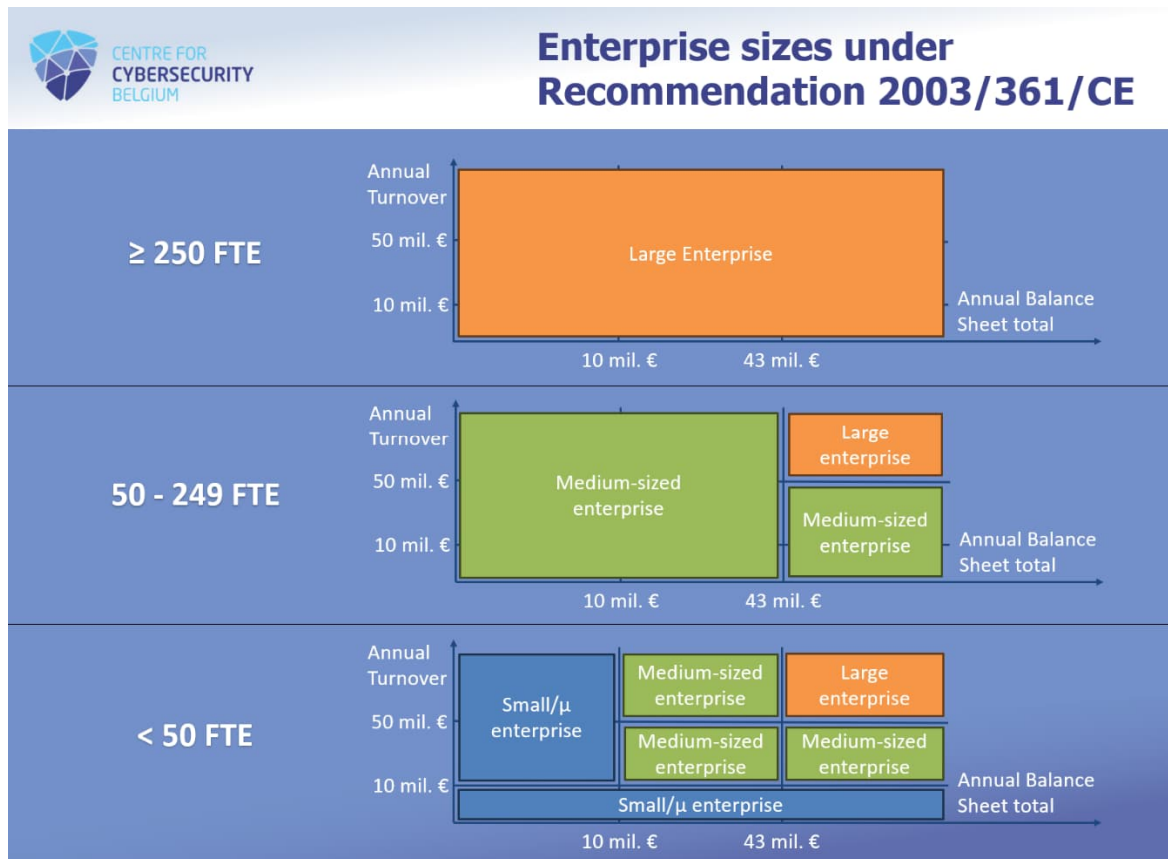 CENTRE FOR
CYBERSECURITY
BELGIUM
Enterprise sizes under
Recommendation 2003/361/CE
≥ 250 FTE
Annual
Turnover
50 mil. €
10 mil. €
Large Enterprise
Annual Balance
Sheet total
10 mil. €
43 mil. €
50 - 249 FTE
Annual
Turnover
50 mil. €
10 mil. €
Medium-sized
enterprise
Large
enterprise
Medium-sized
enterprise
Annual Balance
Sheet total
10 mil. €
43 mil. €
< 50 FTE
Annual
Turnover
50 mil. €
10 mil. €
Small/μ
enterprise
Medium-sized
enterprise
Large
enterprise
Medium-sized
enterprise
Medium-sized
enterprise
Small/μ enterprise
Annual Balance
Sheet total
10 mil. €
43 mil. €